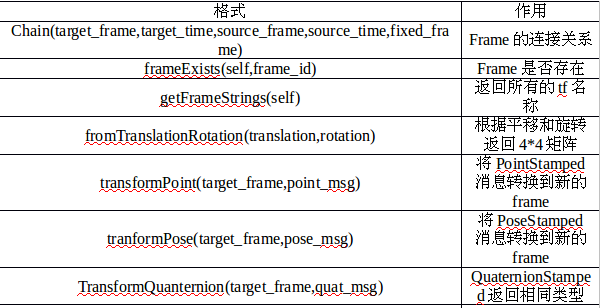 格式	作用
Chain(target_frame,target_time,source_frame,source_time,fixed_fra
me)
Frame 的连接关系
frameExists(self,frame_id)	Frame 是否存在
getFrameStrings(self)
返回所有的 tf 名
称
fromTranslationRotation(translation,rotation)
根据平移和旋转
返回 4*4 矩阵
transformPoint(target_frame,point_msg)
将 PointStamped
消息转换到新的
frame
tranformPose(target_frame,pose_msg)
将 PoseStamped
消息转换到新的
frame
TransformQuanternion(target_frame,quat_msg)
QuaternionStampe
d 返回相同类型